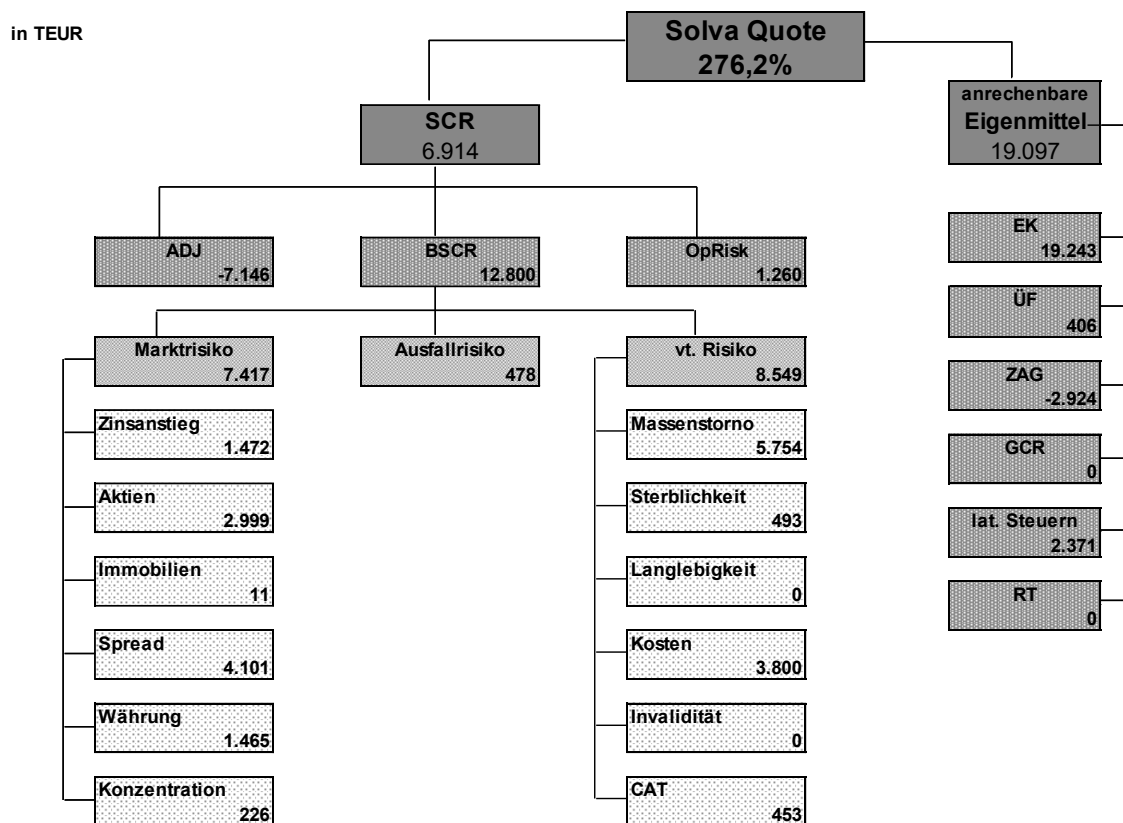 in TEUR
Solva Quote
276,2%
anrechenbare
Eigenmittel
19.097
SCR
6.914
EK
19.243
ADJ
-7.146
BSCR
12.800
OpRisk
1.260
ÜF
406
Marktrisiko
7.417
Ausfallrisiko
478
vt. Risiko
8.549
ZAG
-2.924
Zinsanstieg
1.472
Massenstorno
5.754
GCR
0
Aktien
2.999
Sterblichkeit
493
lat. Steuern
2.371
Immobilien
11
Langlebigkeit
0
RT
0
Spread
4.101
Kosten
3.800
Währung
1.465
Invalidität
0
Konzentration
226
CAT
453